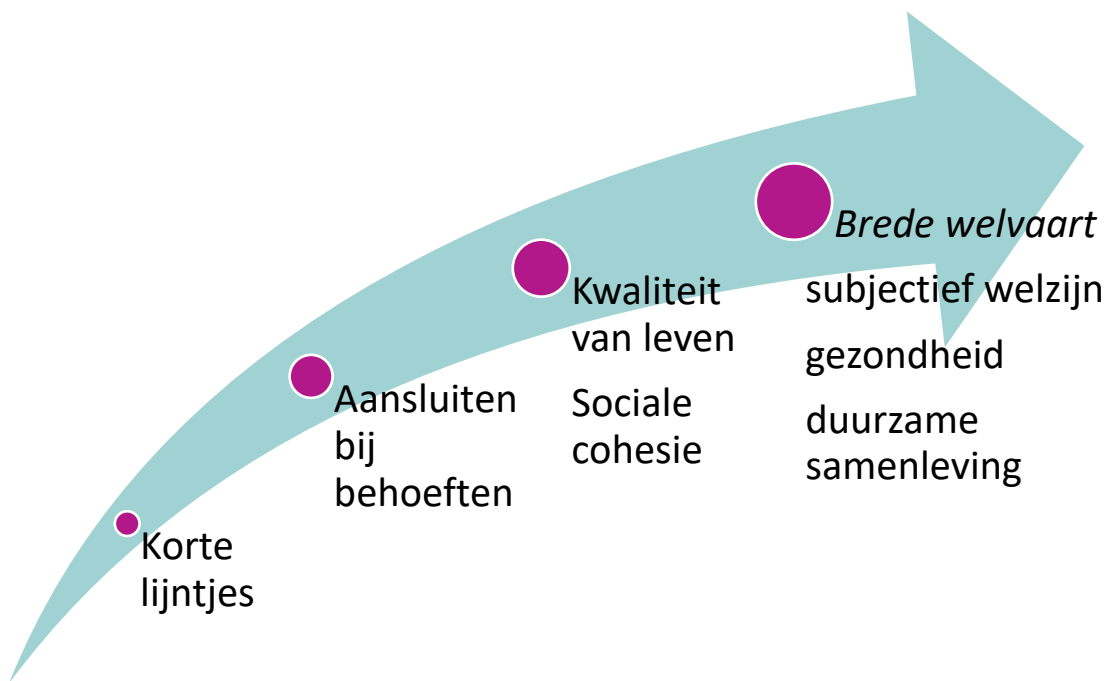 Korte
lijntjes
Aansluiten
bij
behoeften
Kwaliteit
van leven
Sociale
cohesie
Brede welvaart
subjectief welzijn
gezondheid
duurzame
samenleving